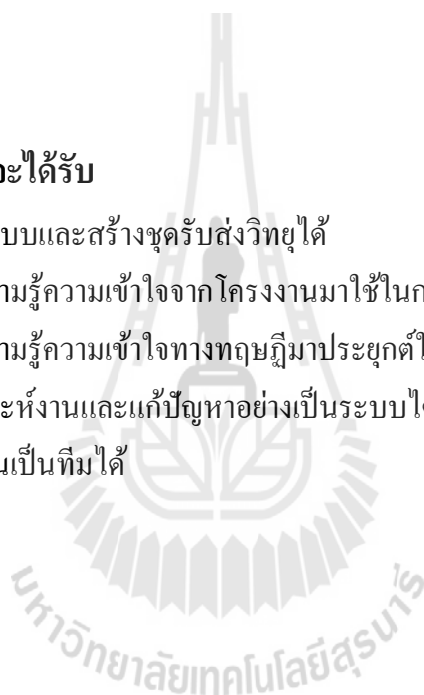 จะได้รับ
บบและสร้างชุดรับส่งวิทยุได้
ามรู้ความเข้าใจจากโครงงานมาใช้ในก
ามรู้ความเข้าใจทางทฤษฏีมาประยุกต์ใ
ะห์งานและแก้ปัญหาอย่างเป็นระบบได
นเป็นทีมได้
มหาวิทยาลัยเทคโนโลยีสุรนารี